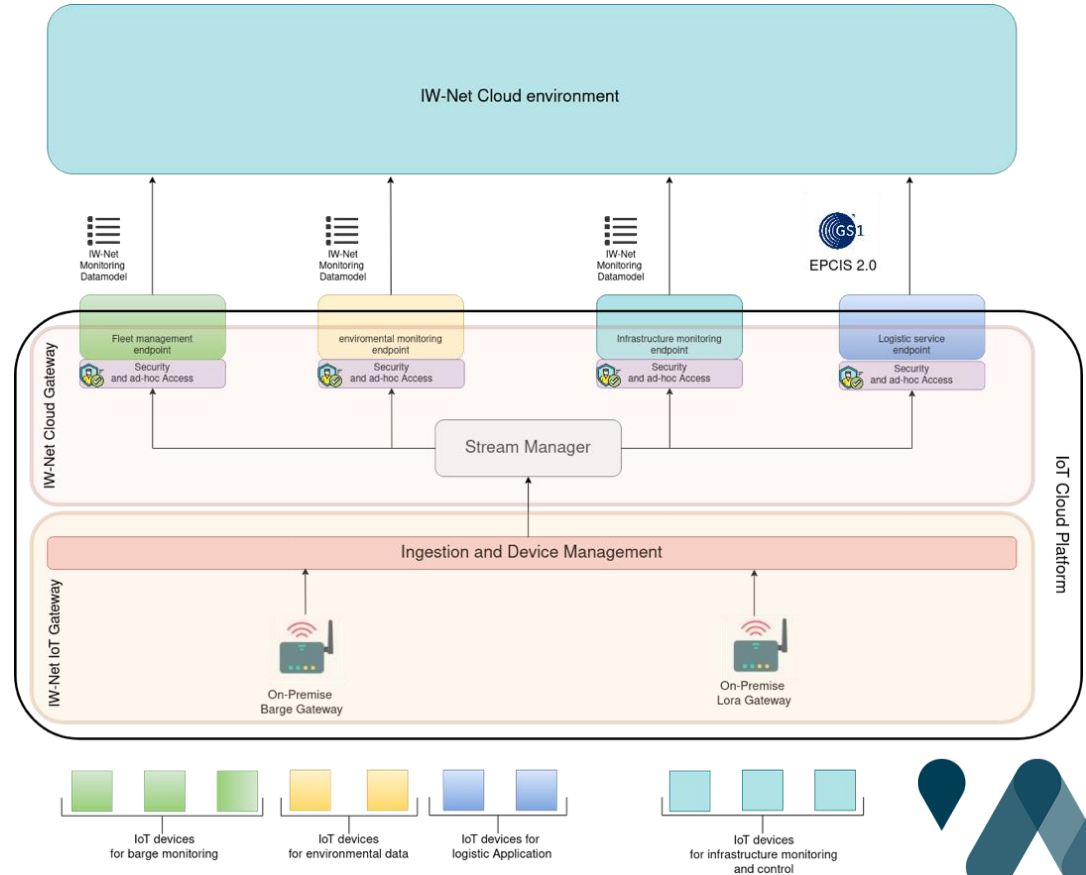 IW-Net Cloud environment
IW-Net
Monitoring
Datamodel
IW-Net
Monitoring
Datamodel
IW-Net
Monitoring
Datamodel
GS1
EPCIS 2.0
Fleet management
endpoint
enviromental monitoring
endpoint
Infrastructure monitoring
endpoint
Logistic service
endpoint
Security
and ad-hoc Access
Security
and ad-hoc Access
Security
and ad-hoc Access
Security
and ad-hoc Access
IW-Net Cloud Gateway
Stream Manager
IoT Cloud Platform
Ingestion and Device Management
IW-Net IoT Gateway
On-Premise
Barge Gateway
On-Premise
Lora Gateway
IoT devices
for barge monitoring
IoT devices
for environmental data
IoT devices for
logistic Application
IoT devices
for infrastructure monitoring
and control